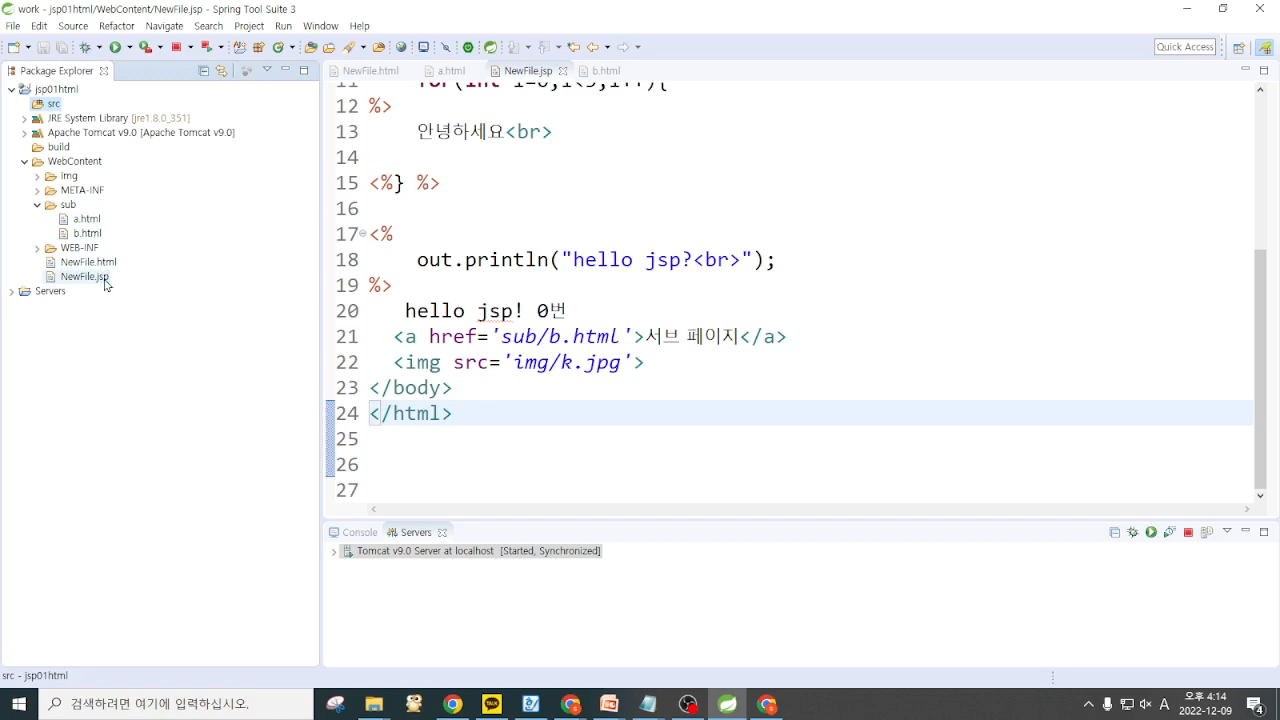 work - jsp01html/WebContent/NewFile.jsp - Spring Tool Suite 3
File Edit Source Refactor Navigate Search Project Run Window Help
Quick Access
Package Explorer
jsp01html
src
JRE System Library [jre1.8.0_351]
Apache Tomcat v9.0 [Apache Tomcat v9.0]
build
WebContent
img
META-INF
sub
a.html
b.html
WEB-INF
NewFile.html
NewFile.jsp
Servers
NewFile.html a.html NewFile.jsp b.html
11
12 %>
13 안녕하세요<br>
14
15 <%} %>
16
17 <%
18 out.println("hello jsp?<br>");
19 %>
20 hello jsp! 0번
21 <a href='sub/b.html'>서브 페이지</a>
22 <img src='img/k.jpg'>
23 </body>
24 </html>
25
26
27
Console Servers
Tomcat v9.0 Server at localhost [Started, Synchronized]
src - jsp01html
검색하려면 여기에 입력하십시오.
TALK
A
오후 4:14
2022-12-09
4